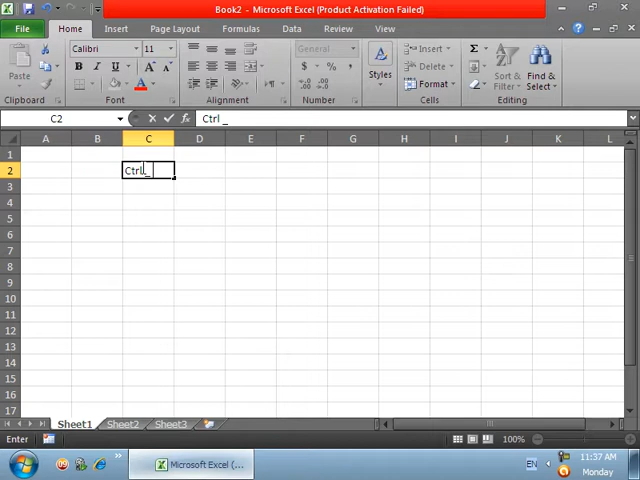 Book2 - Microsoft Excel (Product Activation Failed)
File Home Insert Page Layout Formulas Data Review View
Calibri 11 General
Paste
B I U A A
$ % ,
Styles
Insert
Delete
Format
Σ
Sort & Filter
Find & Select
Clipboard Font Alignment Number Cells Editing
C2 fx Ctrl _
A B C D E F G H I J K L
1
2 Ctrl _
3
4
5
6
7
8
9
10
11
12
13
14
15
16
17
Sheet1 Sheet2 Sheet3
Enter 100%
Microsoft Excel (... EN 11:37 AM
Monday